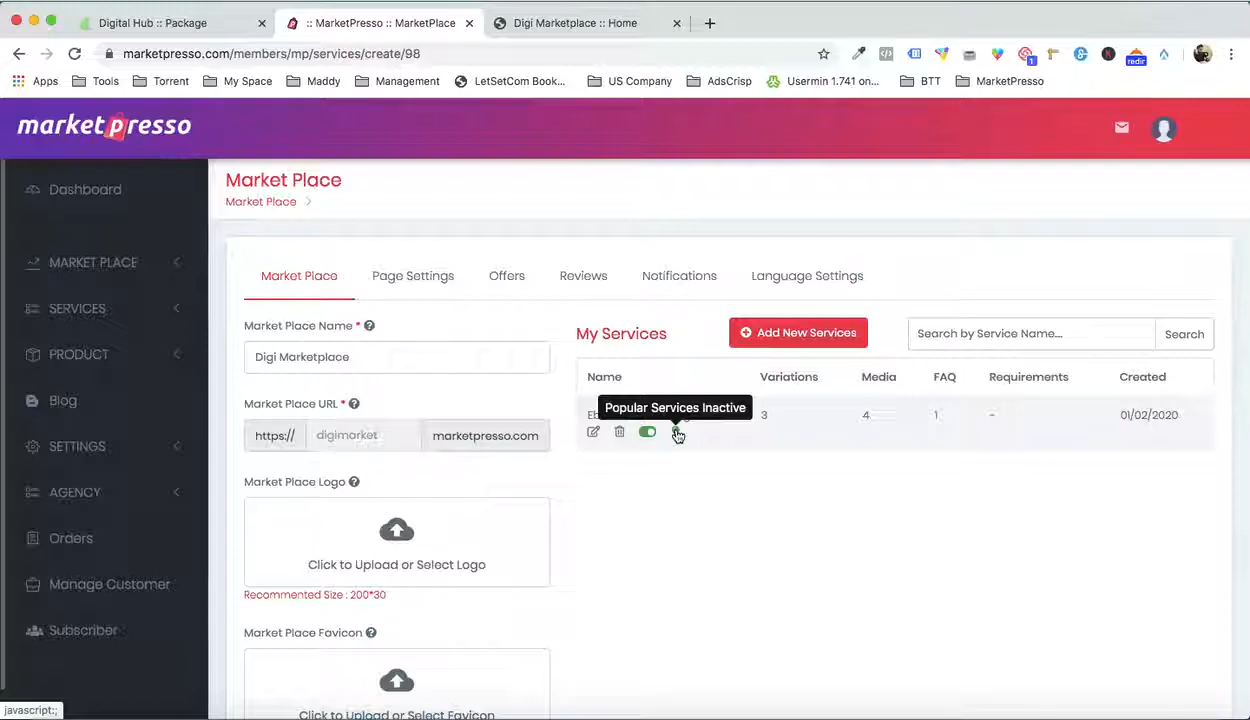 Digital Hub :: Package
:: MarketPresso :: MarketPlace
Digi Marketplace :: Home
marketpresso.com/members/mp/services/create/98
1
redir
Apps
Tools
Torrent
My Space
Maddy
Management
LetSetCom Book...
US Company
AdsCrisp
Usermin 1.741 on...
BTT
MarketPresso
marketpresso
Dashboard
MARKET PLACE
SERVICES
PRODUCT
Blog
SETTINGS
AGENCY
Orders
Manage Customer
Subscriber
Market Place
Market Place
Market Place
Page Settings
Offers
Reviews
Notifications
Language Settings
Market Place Name *
Digi Marketplace
Market Place URL *
https://
digimarket
marketpresso.com
Market Place Logo
Click to Upload or Select Logo
Recommented Size : 200*30
Market Place Favicon
Click to Upload or Select Favicon
My Services
Add New Services
Search by Service Name...
Search
Name
Variations
Media
FAQ
Requirements
Created
Popular Services Inactive
3
4
1
-
01/02/2020
javascript:;